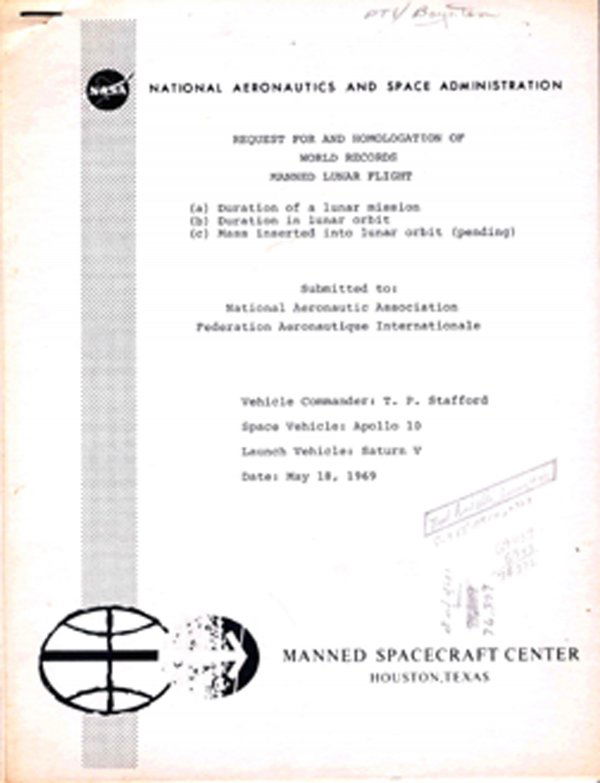 NASA
NATIONAL AERONAUTICS AND SPACE ADMINISTRATION
REQUEST FOR AND HOMOLOGATION OF
WORLD RECORDS
MANNED LUNAR FLIGHT
(a) Duration of a lunar mission
(b) Duration in lunar orbit
(c) Mass inserted into lunar orbit (pending)
Submitted to:
National Aeronautic Association
Federation Aeronautique Internationale
Vehicle Commander: T. P. Stafford
Space Vehicle: Apollo 10
Launch Vehicle: Saturn V
Date: May 18, 1969
MANNED SPACECRAFT CENTER
HOUSTON, TEXAS